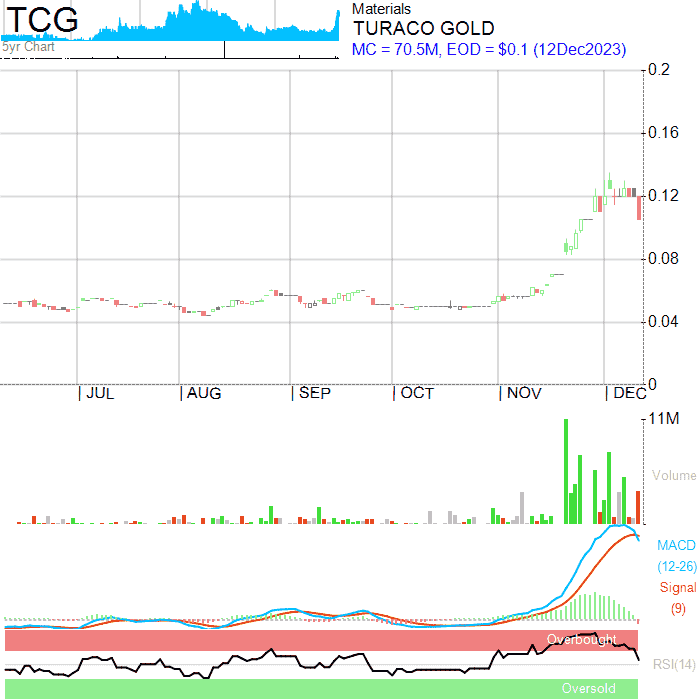 TCG
5yr Chart
Materials
TURACO GOLD
MC = 70.5M, EOD = $0.1 (12Dec2023)
0.2
0.16
0.12
0.08
0.04
0
JUL
AUG
SEP
OCT
NOV
DEC
11M
Volume
MACD
(12-26)
Signal
(9)
Overbought
RSI(14)
Oversold